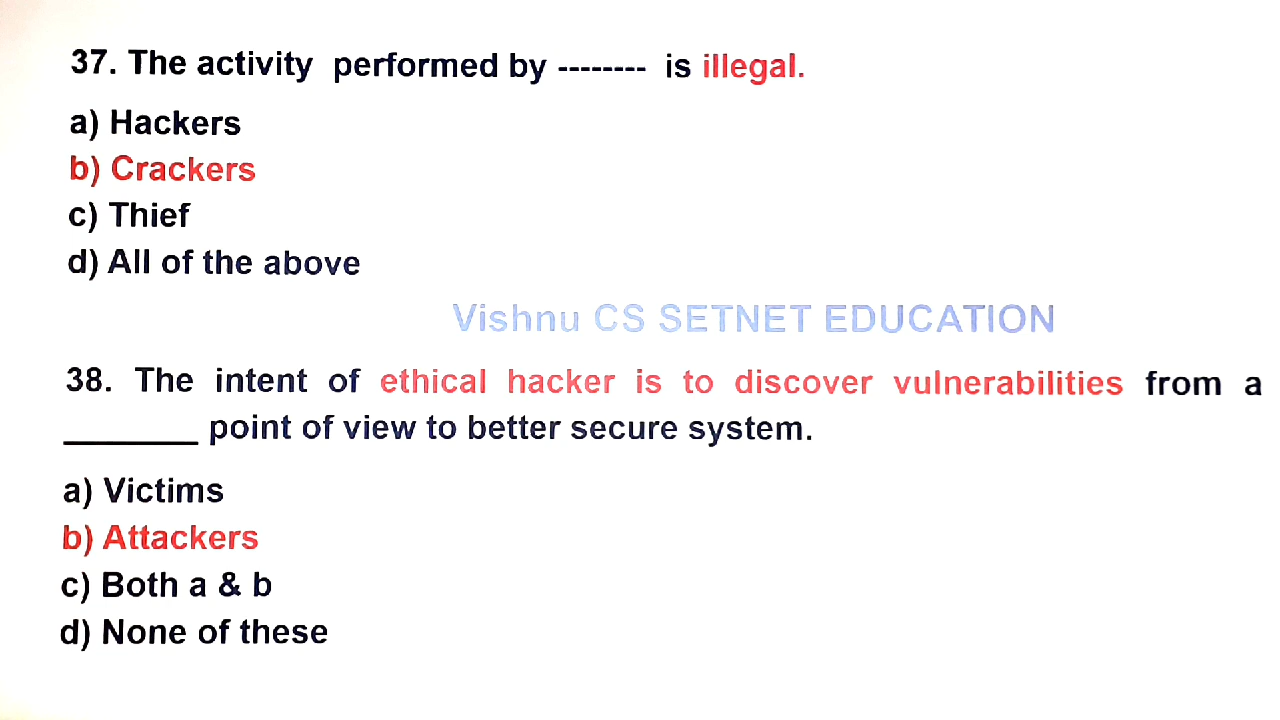 37. The activity performed by -------- is illegal.
a) Hackers
b) Crackers
c) Thief
d) All of the above
Vishnu CS SETNET EDUCATION
38. The intent of ethical hacker is to discover vulnerabilities from a
_______ point of view to better secure system.
a) Victims
b) Attackers
c) Both a & b
d) None of these